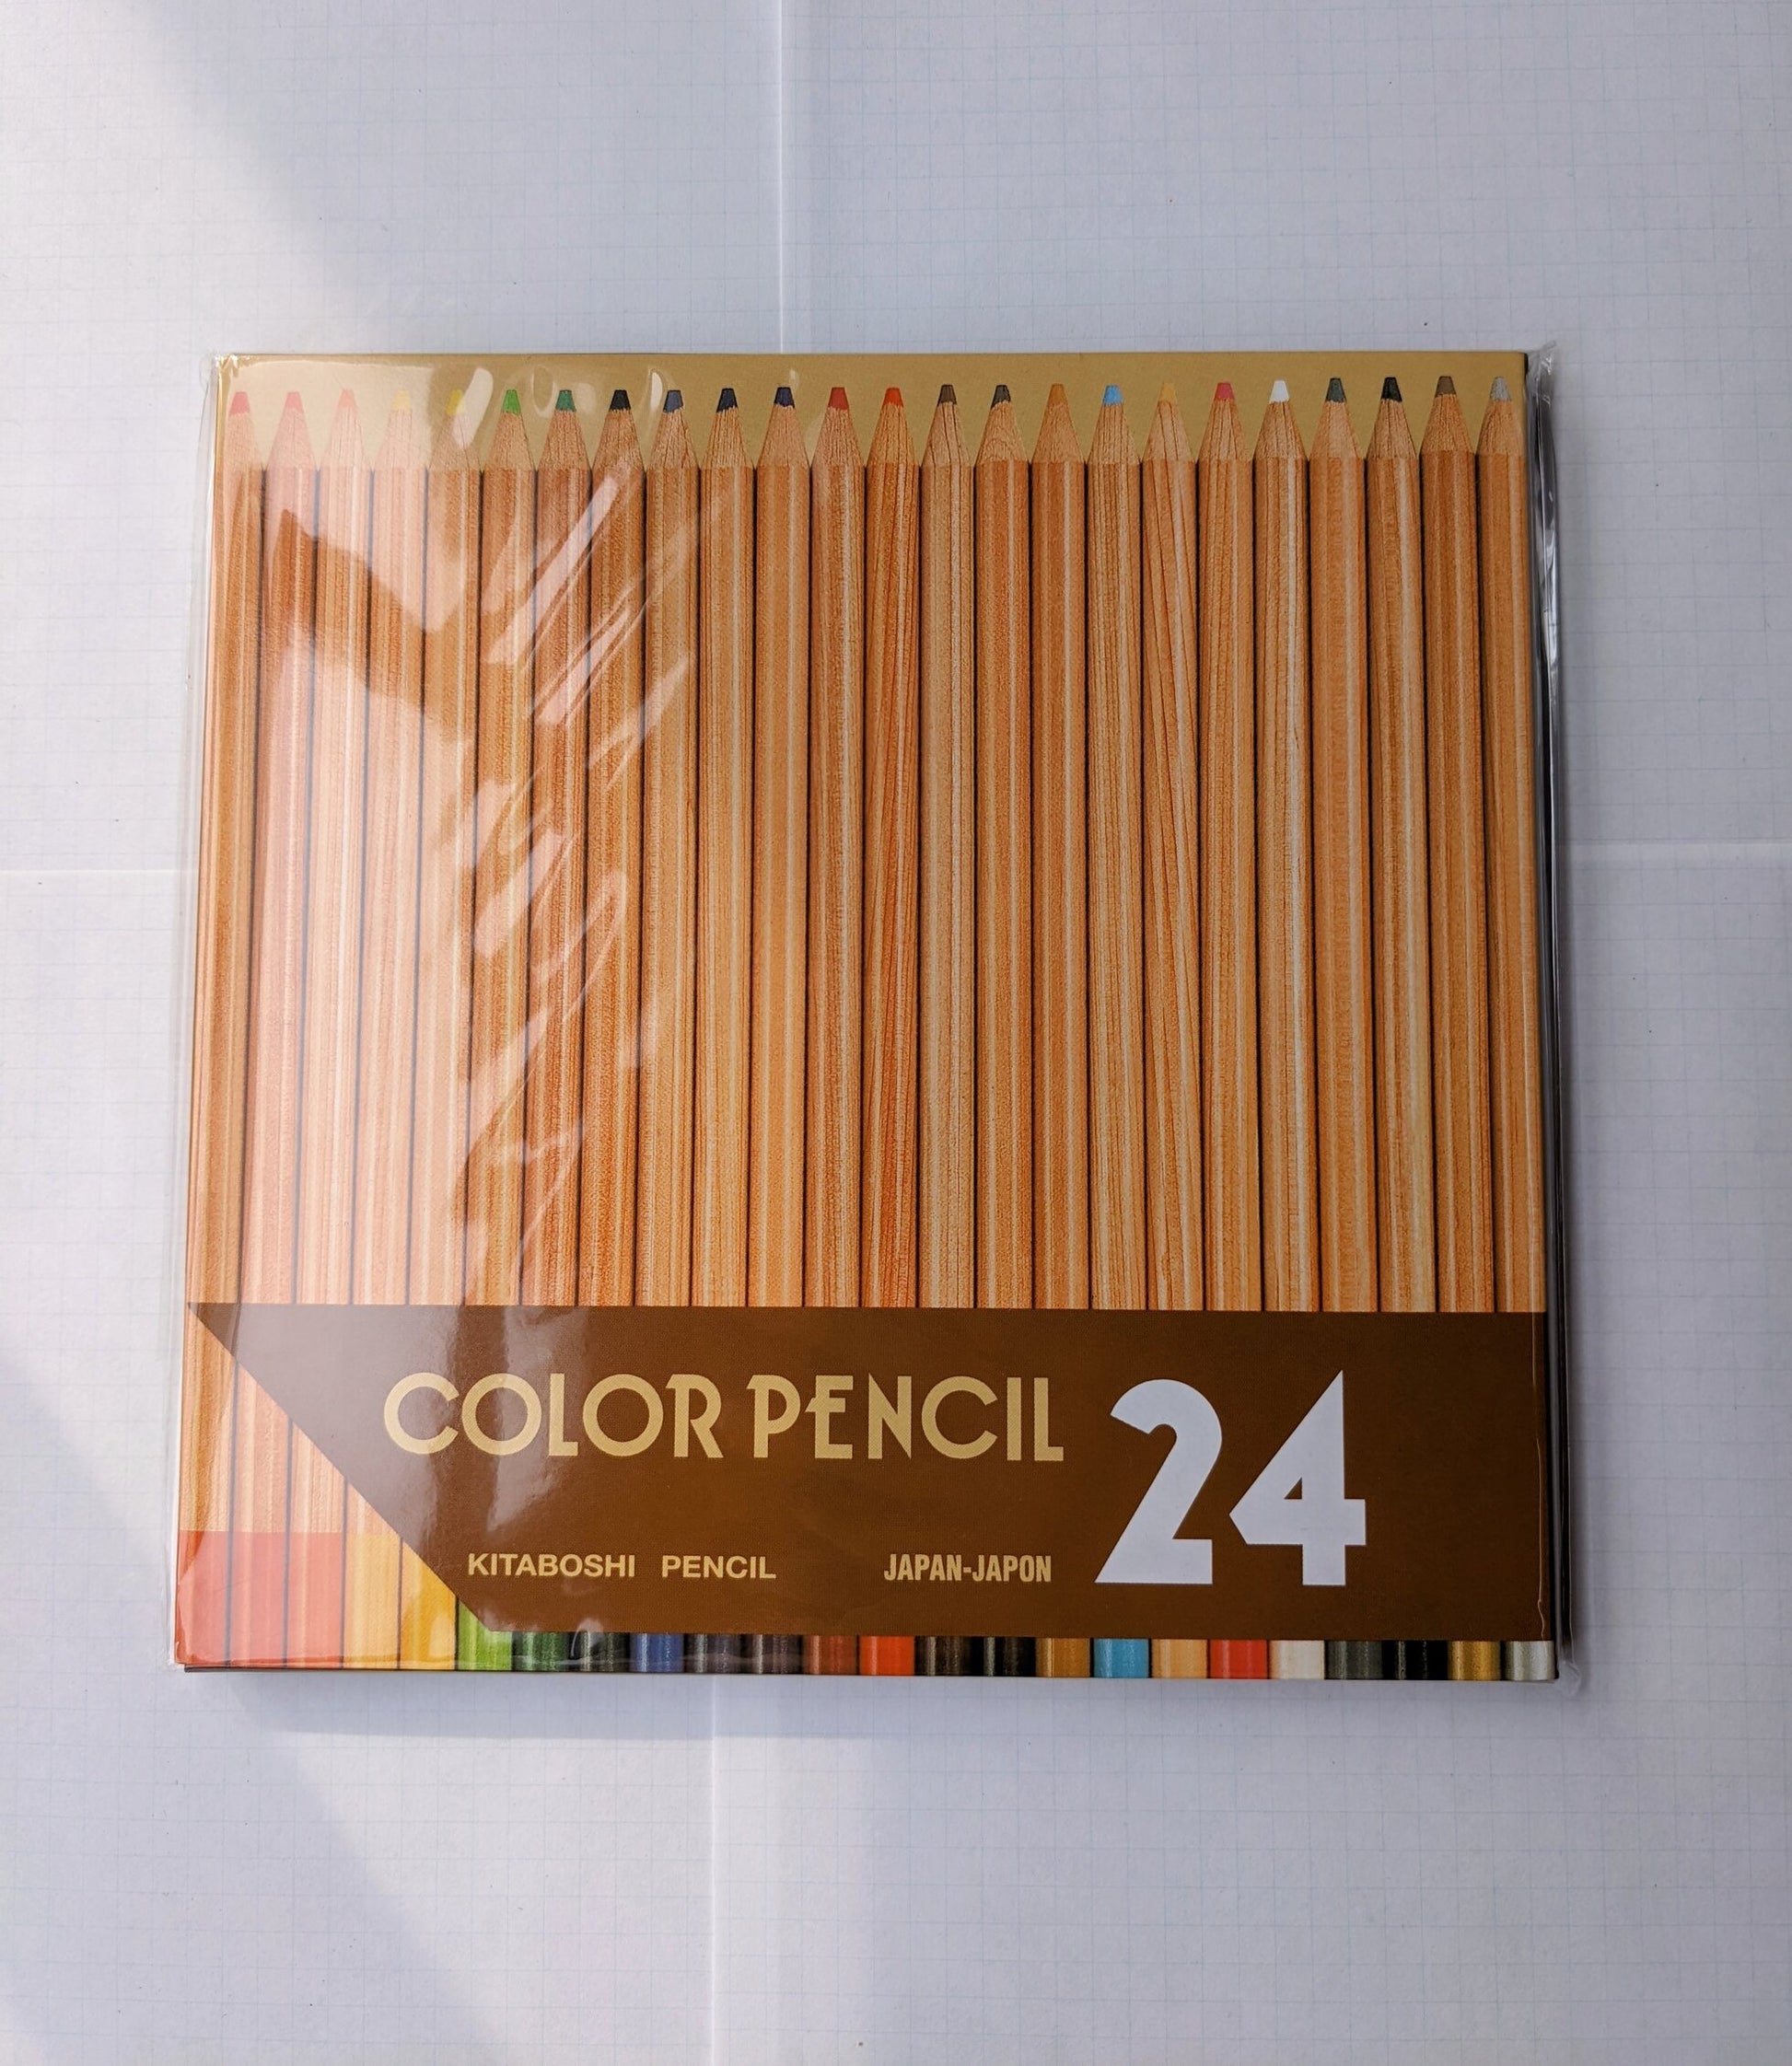 COLOR PENCIL 24
KITABOSHI PENCIL JAPAN-JAPON